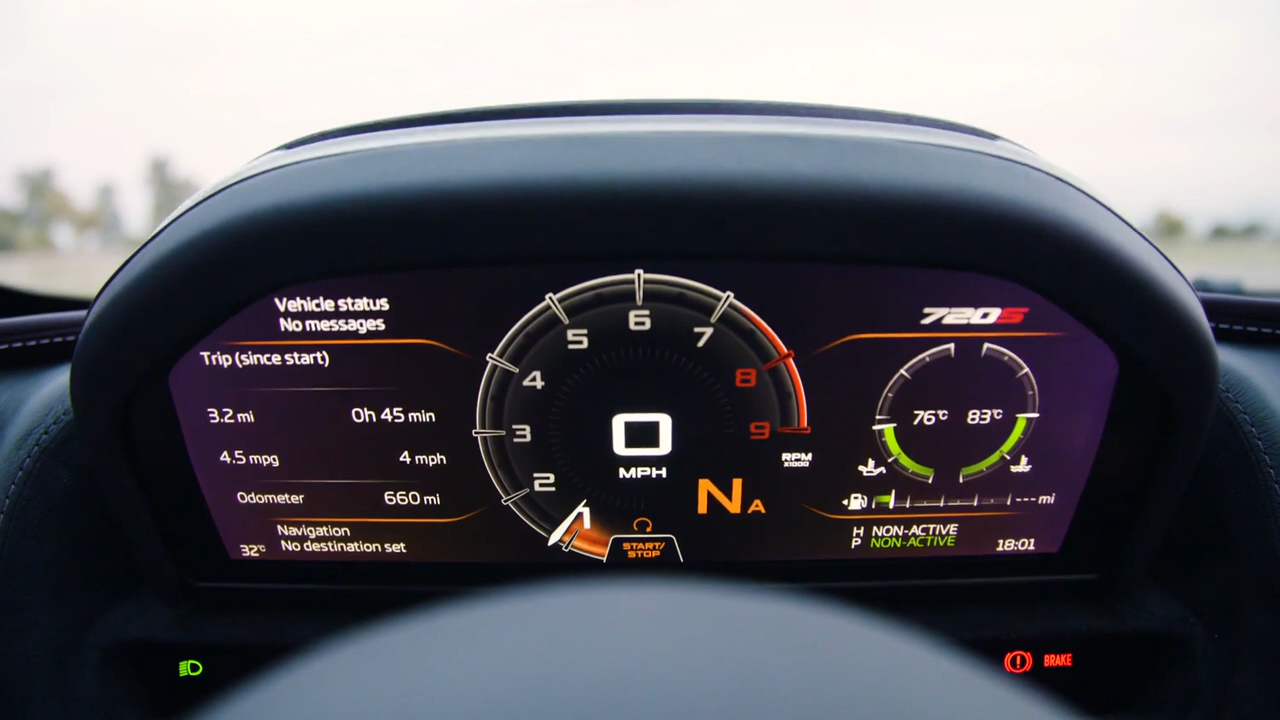 Vehicle status
No messages
Trip (since start)
3.2 mi 0h 45 min
4.5 mpg 4 mph
Odometer 660 mi
Navigation
32°C No destination set
1
2
3
4
5
6
7
8
9
RPM
X1000
0
MPH
N A
START/
STOP
720S
76°C 83°C
--- mi
H NON-ACTIVE
P NON-ACTIVE
18:01
BRAKE